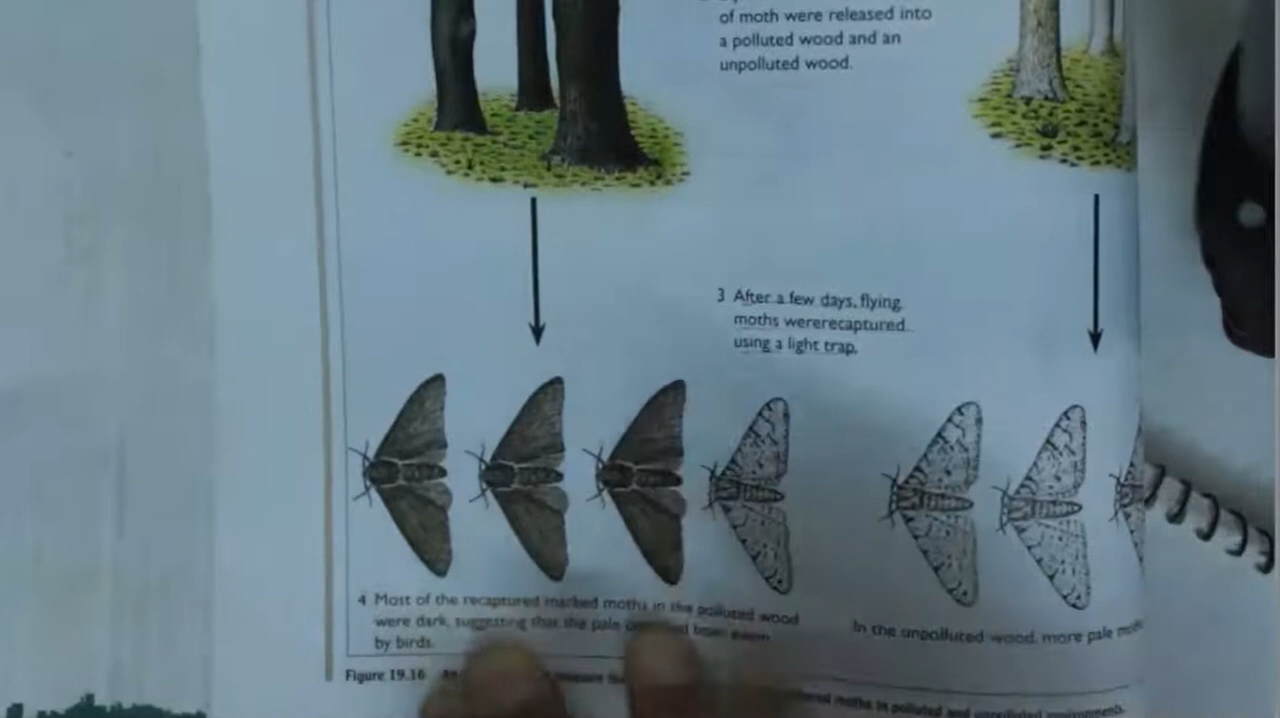 of moth were released into
a polluted wood and an
unpolluted wood.
3 After a few days, flying
moths wererecaptured
using a light trap.
4 Most of the recaptured marked moths in the polluted wood
were dark, suggesting that the pale
by birds.
In the unpolluted wood, more pale
Figure 19.16
moths in polluted and unpolluted environments.